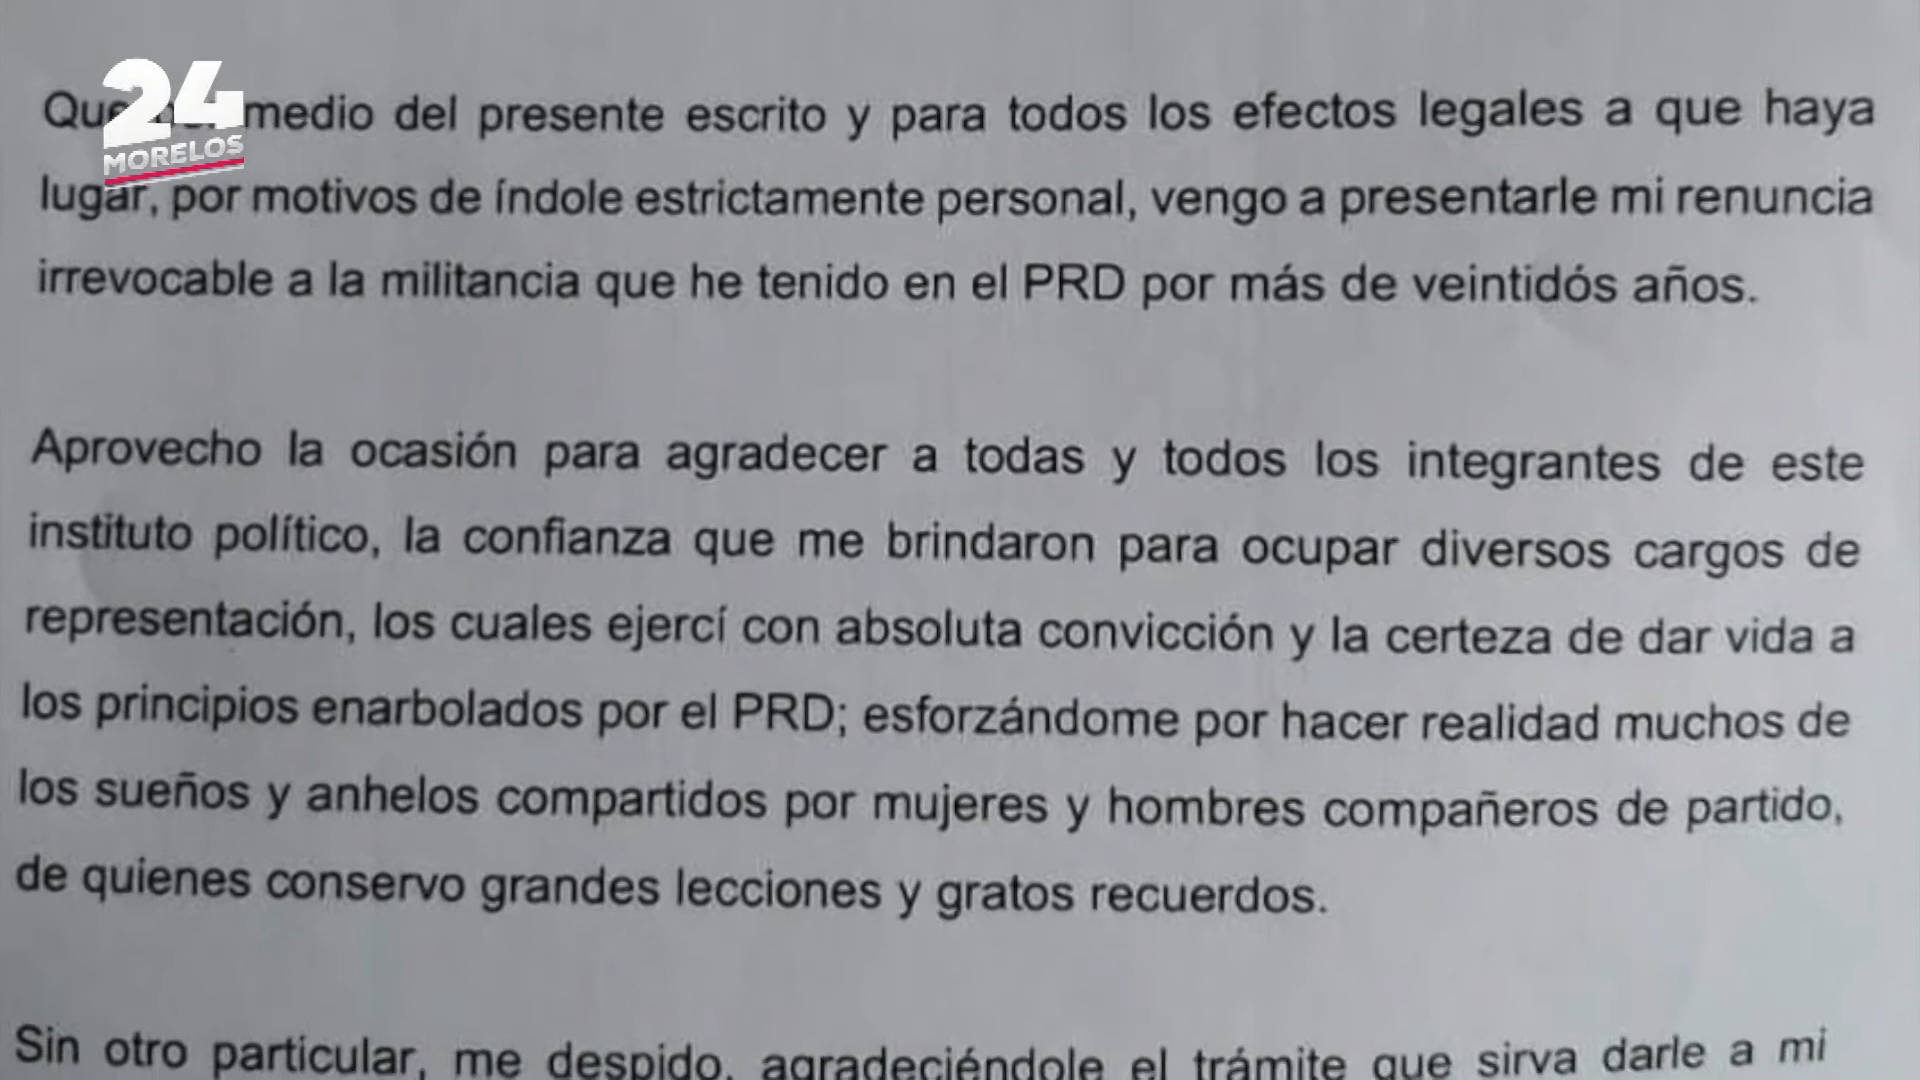 24
MORELOS
Que medio del presente escrito y para todos los efectos legales a que haya
lugar, por motivos de índole estrictamente personal, vengo a presentarle mi renuncia
irrevocable a la militancia que he tenido en el PRD por más de veintidós años.
Aprovecho la ocasión para agradecer a todas y todos los integrantes de este
instituto político, la confianza que me brindaron para ocupar diversos cargos de
representación, los cuales ejercí con absoluta convicción y la certeza de dar vida a
los principios enarbolados por el PRD; esforzándome por hacer realidad muchos de
los sueños y anhelos compartidos por mujeres y hombres compañeros de partido,
de quienes conservo grandes lecciones y gratos recuerdos.
Sin otro particular, me despido, agradeciéndole el trámite que sirva darle a mi